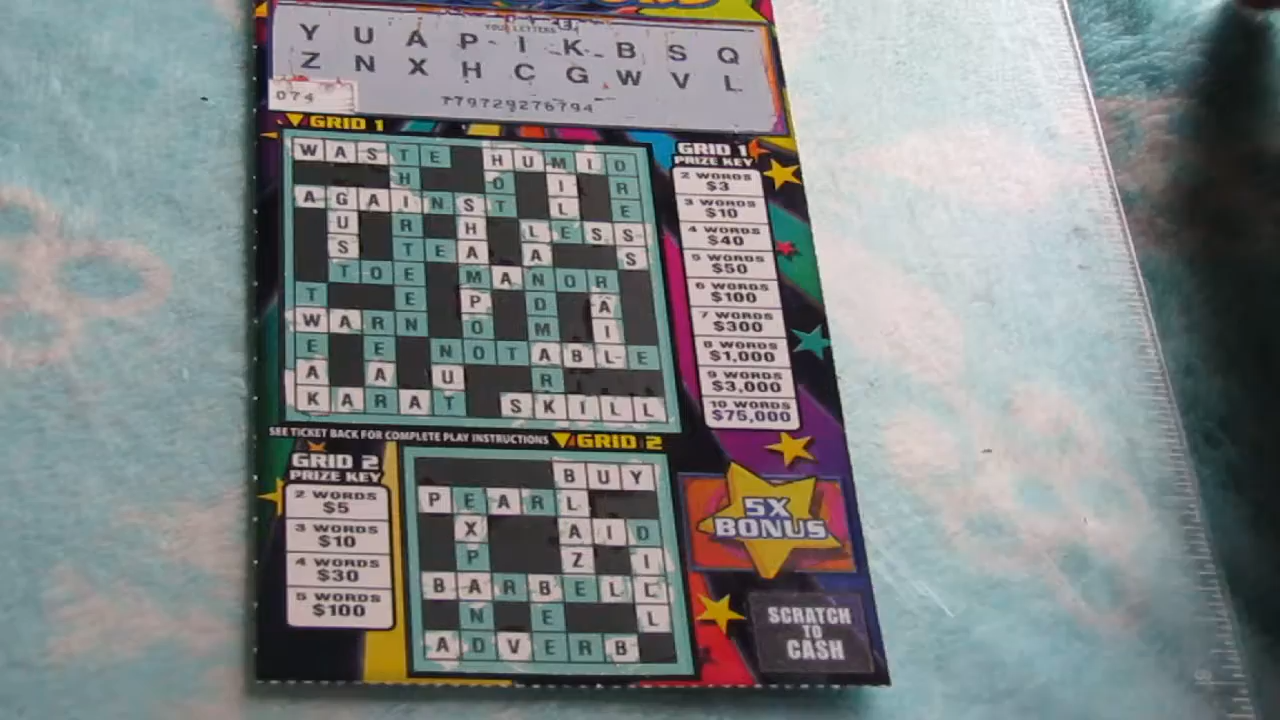 YOUR LETTERS
Y U A P I K B S Q
Z N X H C G W V L
074
779729276794
GRID 1
WASTE HUMID
H O I R
AGAINST L E
U R H LESS
S TEA A S
TOE MANOR
T E P D A
WARN O M I
E E NOTABLE
A A U R
KARAT SKILL
GRID 1
PRIZE KEY
2 WORDS
$3
3 WORDS
$10
4 WORDS
$40
5 WORDS
$50
6 WORDS
$100
7 WORDS
$300
8 WORDS
$1,000
9 WORDS
$3,000
10 WORDS
$75,000
SEE TICKET BACK FOR COMPLETE PLAY INSTRUCTIONS
GRID 2
GRID 2
PRIZE KEY
2 WORDS
$5
3 WORDS
$10
4 WORDS
$30
5 WORDS
$100
BUY
PEARL L
X AID
P Z I
BARBELL
N E L
ADVERB
5X
BONUS
SCRATCH
TO
CASH